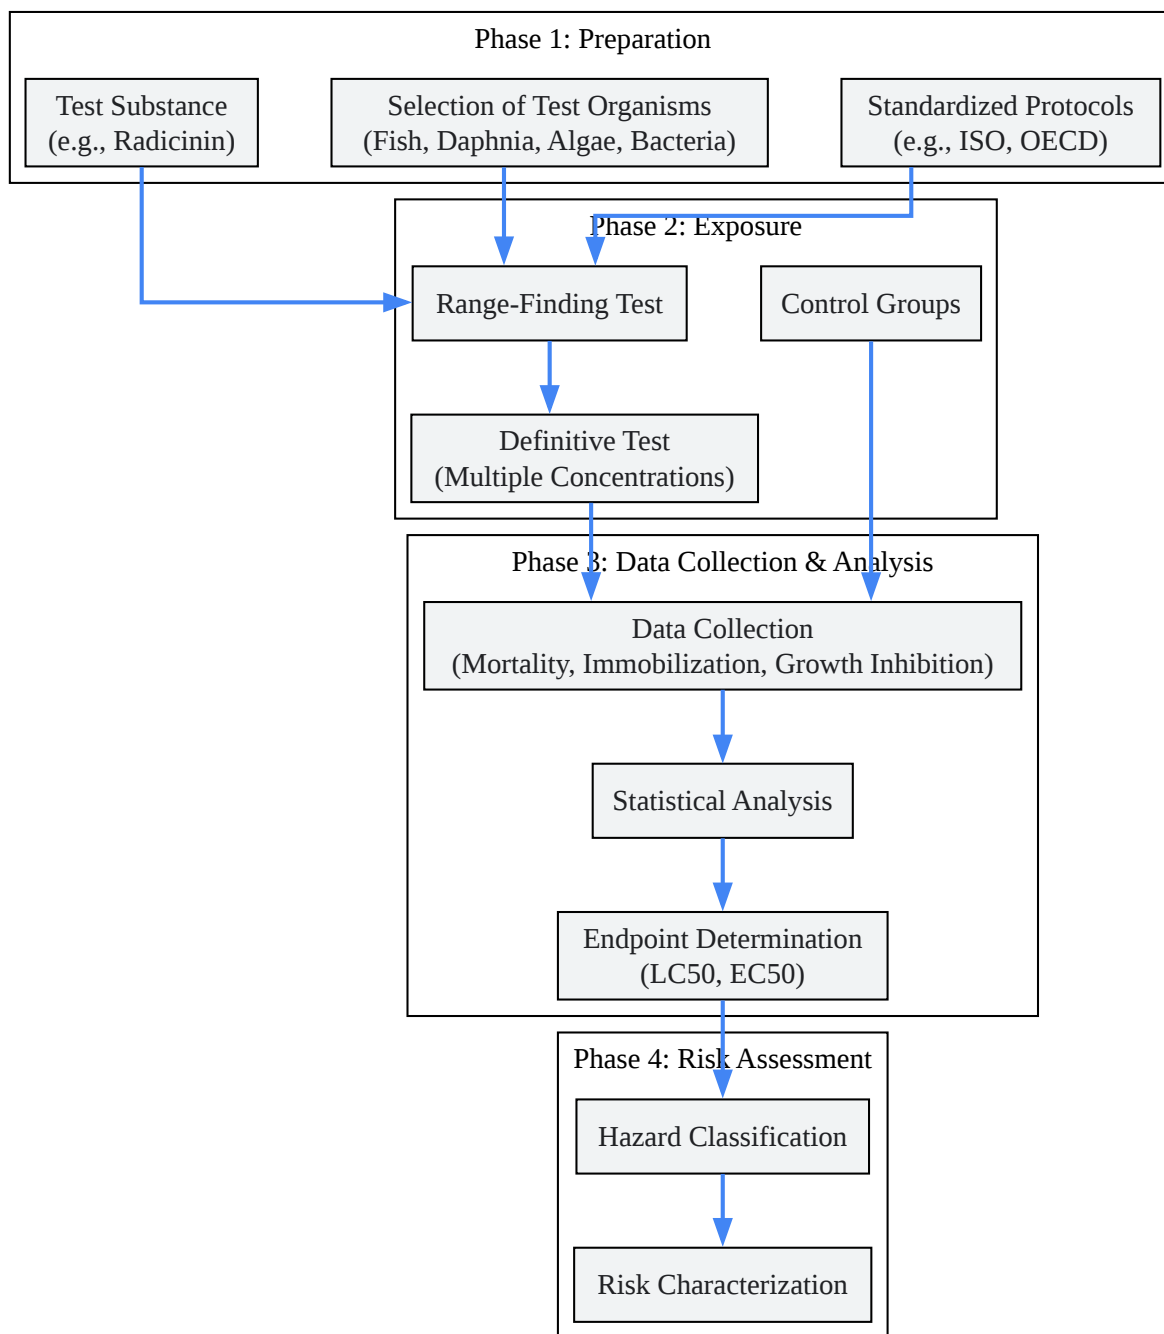 Phase 1: Preparation
Test Substance
(e.g., Radicinin)
Selection of Test Organisms
(Fish, Daphnia, Algae, Bacteria)
Standardized Protocols
(e.g., ISO, OECD)
Phase 2: Exposure
Range-Finding Test
Control Groups
Definitive Test
(Multiple Concentrations)
Phase 3: Data Collection & Analysis
Data Collection
(Mortality, Immobilization, Growth Inhibition)
Statistical Analysis
Endpoint Determination
(LC50, EC50)
Phase 4: Risk Assessment
Hazard Classification
Risk Characterization